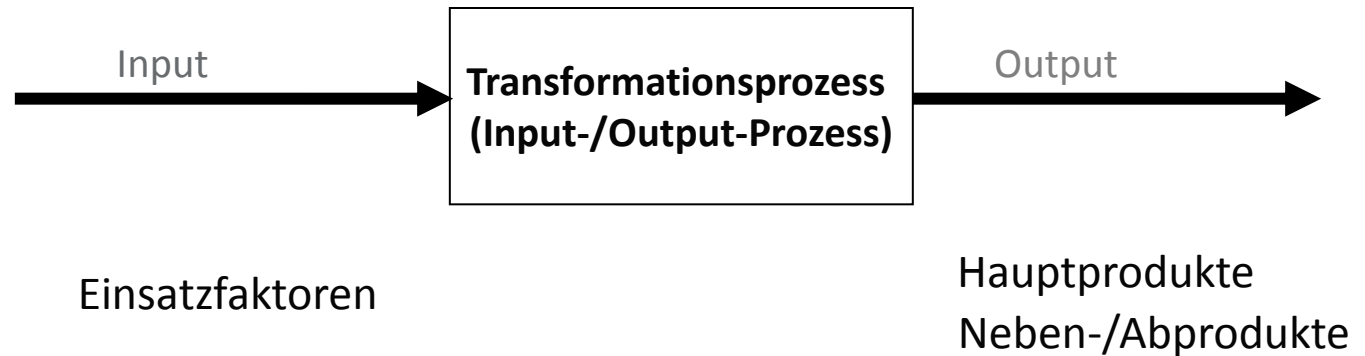 Input
Transformationsprozess
(Input-/Output-Prozess)
Output
Einsatzfaktoren
Hauptprodukte
Neben-/Abprodukte